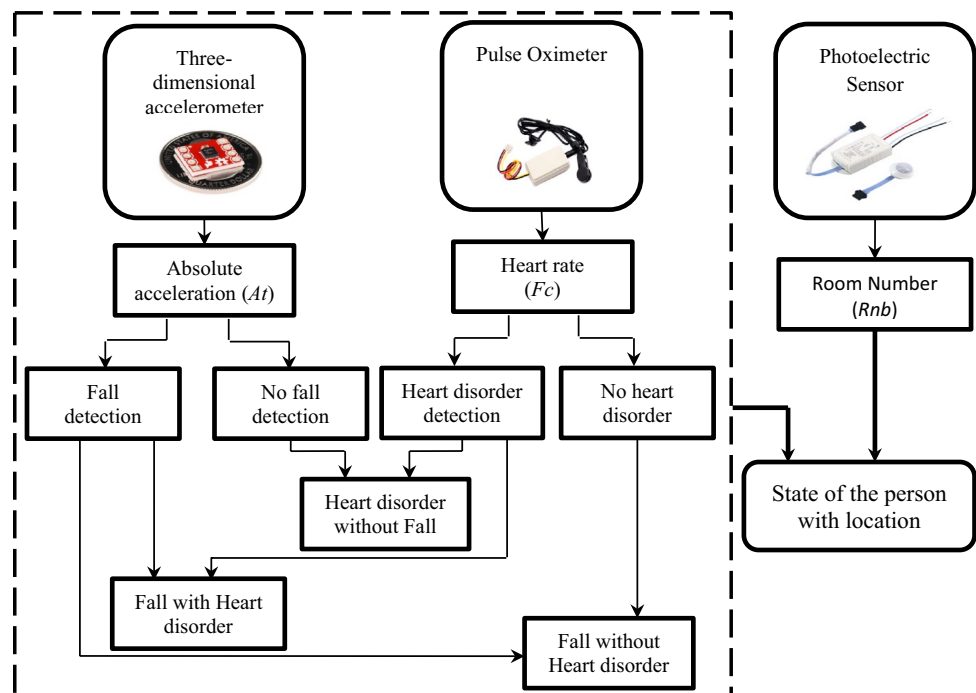 Three-
dimensional
accelerometer
Pulse Oximeter
Photoelectric
Sensor
Absolute
acceleration (At)
Heart rate
(Fc)
Room Number
(Rnb)
Fall
detection
No fall
detection
Heart disorder
detection
No heart
disorder
Heart disorder
without Fall
State of the person
with location
Fall with Heart
disorder
Fall without
Heart disorder